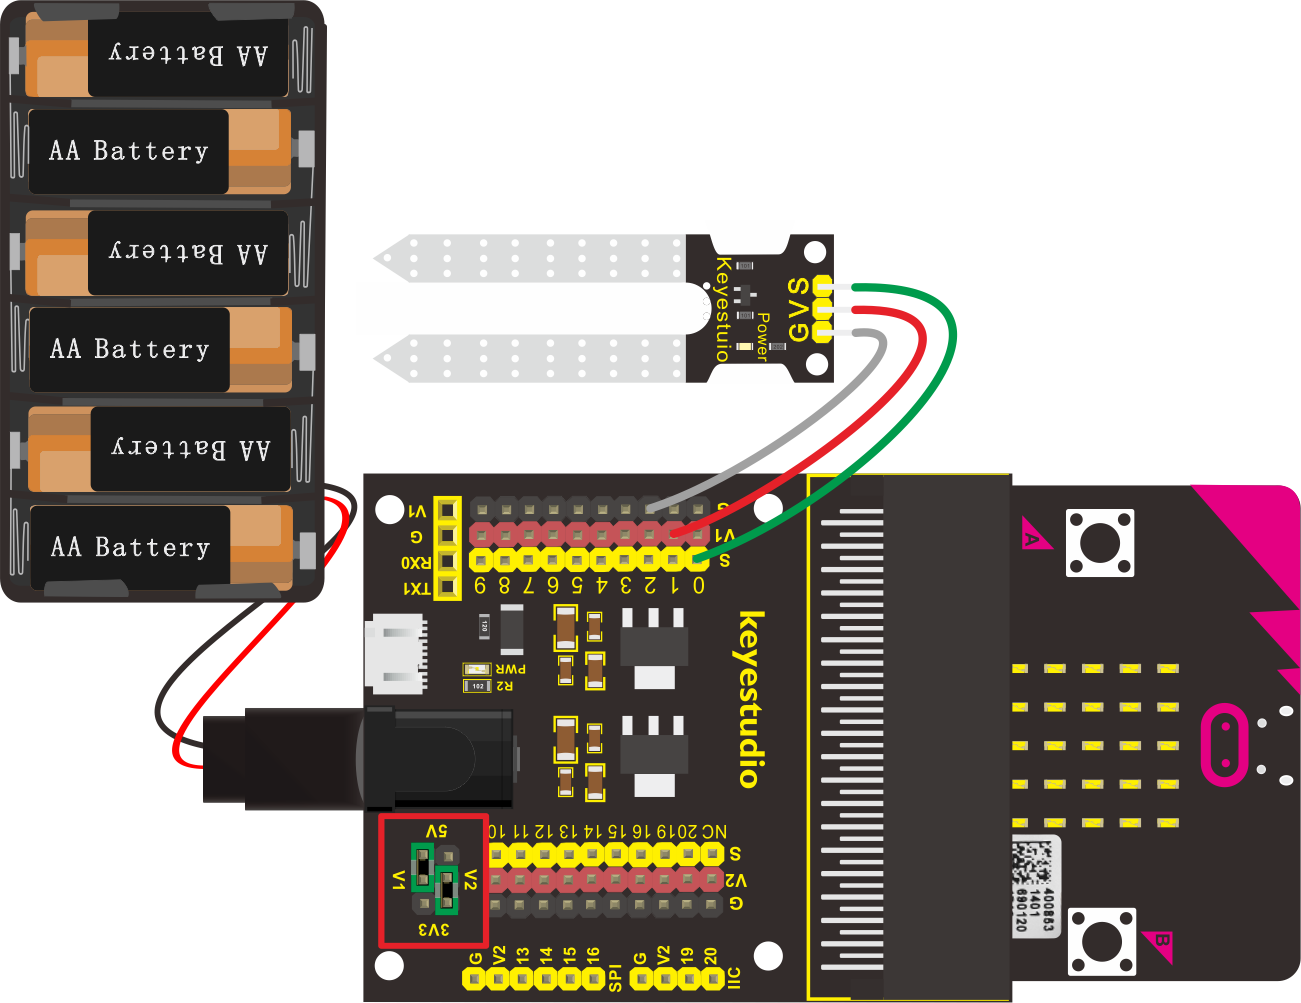 AA Battery
AA Battery
AA Battery
AA Battery
AA Battery
AA Battery
Keyestuio
Power
S
V
G
V1
G
RX0
TX1
G
V1
S
9 8 7 6 5 4 3 2 1 0
120
PWR
102
R2
keyestudio
5V
V1
V2
3V3
10 11 12 13 14 15 16 19 20 NC
S
V2
G
G V2 13 14 15 16 SPI
G V2 19 20 IIC
A
B
400863
1401
690120